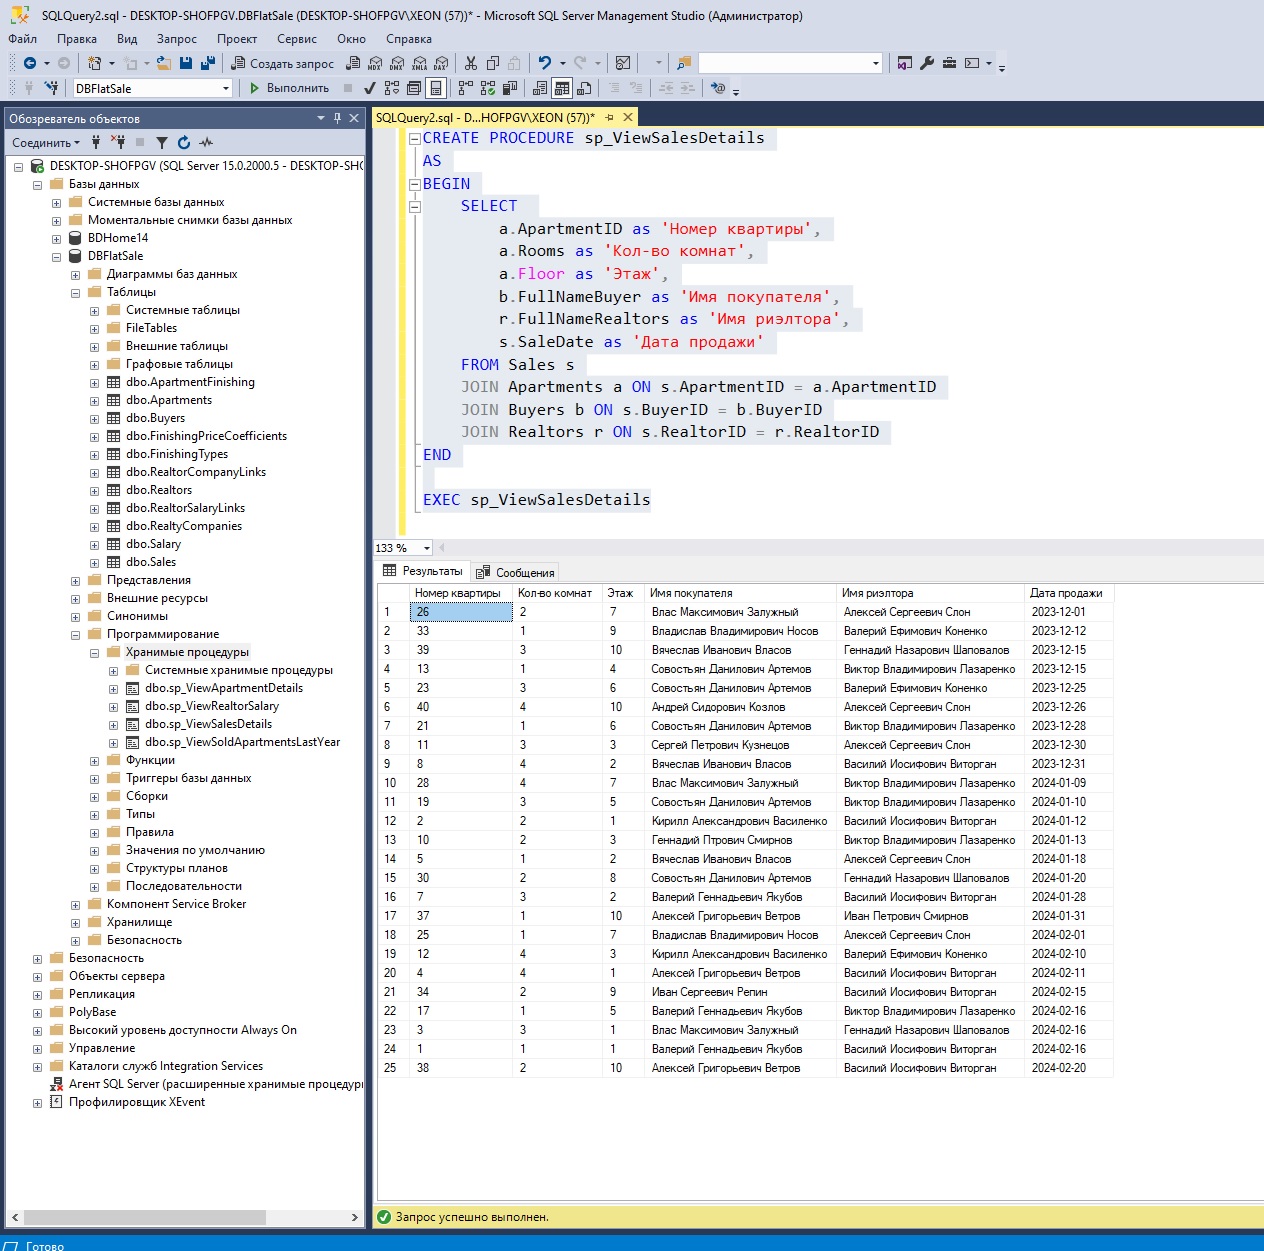 SQLQuery2.sql - DESKTOP-SHOFPGV.DBFlatSale (DESKTOP-SHOFPGV\XEON (57))* - Microsoft SQL Server Management Studio (Администратор)
Файл Правка Вид Запрос Проект Сервис Окно Справка
Создать запрос MDX DMX XMLA DAX
DBFlatSale Выполнить
Обозреватель объектов
Соединить
DESKTOP-SHOFPGV (SQL Server 15.0.2000.5 - DESKTOP-SHO
Базы данных
Системные базы данных
Моментальные снимки базы данных
BDHome14
DBFlatSale
Диаграммы баз данных
Таблицы
Системные таблицы
FileTables
Внешние таблицы
Графовые таблицы
dbo.ApartmentFinishing
dbo.Apartments
dbo.Buyers
dbo.FinishingPriceCoefficients
dbo.FinishingTypes
dbo.RealtorCompanyLinks
dbo.Realtors
dbo.RealtorSalaryLinks
dbo.RealtyCompanies
dbo.Salary
dbo.Sales
Представления
Внешние ресурсы
Синонимы
Программирование
Хранимые процедуры
Системные хранимые процедуры
dbo.sp_ViewApartmentDetails
dbo.sp_ViewRealtorSalary
dbo.sp_ViewSalesDetails
dbo.sp_ViewSoldApartmentsLastYear
Функции
Триггеры базы данных
Сборки
Типы
Правила
Значения по умолчанию
Структуры планов
Последовательности
Компонент Service Broker
Хранилище
Безопасность
Безопасность
Объекты сервера
Репликация
PolyBase
Высокий уровень доступности Always On
Управление
Каталоги служб Integration Services
Агент SQL Server (расширенные хранимые процедур
Профилировщик XEvent
SQLQuery2.sql - D...HOFPGV\XEON (57))*
CREATE PROCEDURE sp_ViewSalesDetails
AS
BEGIN
SELECT
a.ApartmentID as 'Номер квартиры',
a.Rooms as 'Кол-во комнат',
a.Floor as 'Этаж',
b.FullNameBuyer as 'Имя покупателя',
r.FullNameRealtors as 'Имя риэлтора',
s.SaleDate as 'Дата продажи'
FROM Sales s
JOIN Apartments a ON s.ApartmentID = a.ApartmentID
JOIN Buyers b ON s.BuyerID = b.BuyerID
JOIN Realtors r ON s.RealtorID = r.RealtorID
END
EXEC sp_ViewSalesDetails
133 %
Результаты Сообщения
Номер квартиры Кол-во комнат Этаж Имя покупателя Имя риэлтора Дата продажи
1 26 2 7 Влас Максимович Залужный Алексей Сергеевич Слон 2023-12-01
2 33 1 9 Владислав Владимирович Носов Валерий Ефимович Коненко 2023-12-12
3 39 3 10 Вячеслав Иванович Власов Геннадий Назарович Шаповалов 2023-12-15
4 13 1 4 Совостьян Данилович Артемов Виктор Владимирович Лазаренко 2023-12-15
5 23 3 6 Совостьян Данилович Артемов Валерий Ефимович Коненко 2023-12-25
6 40 4 10 Андрей Сидорович Козлов Алексей Сергеевич Слон 2023-12-26
7 21 1 6 Совостьян Данилович Артемов Виктор Владимирович Лазаренко 2023-12-28
8 11 3 3 Сергей Петрович Кузнецов Алексей Сергеевич Слон 2023-12-30
9 8 4 2 Вячеслав Иванович Власов Василий Иосифович Виторган 2023-12-31
10 28 4 7 Влас Максимович Залужный Виктор Владимирович Лазаренко 2024-01-09
11 19 3 5 Совостьян Данилович Артемов Виктор Владимирович Лазаренко 2024-01-10
12 2 2 1 Кирилл Александрович Василенко Василий Иосифович Виторган 2024-01-12
13 10 2 3 Геннадий Птрович Смирнов Виктор Владимирович Лазаренко 2024-01-13
14 5 1 2 Вячеслав Иванович Власов Алексей Сергеевич Слон 2024-01-18
15 30 2 8 Совостьян Данилович Артемов Геннадий Назарович Шаповалов 2024-01-20
16 7 3 2 Валерий Геннадьевич Якубов Василий Иосифович Виторган 2024-01-28
17 37 1 10 Алексей Григорьевич Ветров Иван Петрович Смирнов 2024-01-31
18 25 1 7 Владислав Владимирович Носов Алексей Сергеевич Слон 2024-02-01
19 12 4 3 Кирилл Александрович Василенко Валерий Ефимович Коненко 2024-02-10
20 4 4 1 Алексей Григорьевич Ветров Василий Иосифович Виторган 2024-02-11
21 34 2 9 Иван Сергеевич Репин Василий Иосифович Виторган 2024-02-15
22 17 1 5 Валерий Геннадьевич Якубов Виктор Владимирович Лазаренко 2024-02-16
23 3 3 1 Влас Максимович Залужный Геннадий Назарович Шаповалов 2024-02-16
24 1 1 1 Валерий Геннадьевич Якубов Василий Иосифович Виторган 2024-02-16
25 38 2 10 Алексей Григорьевич Ветров Василий Иосифович Виторган 2024-02-20
Запрос успешно выполнен.
Готово